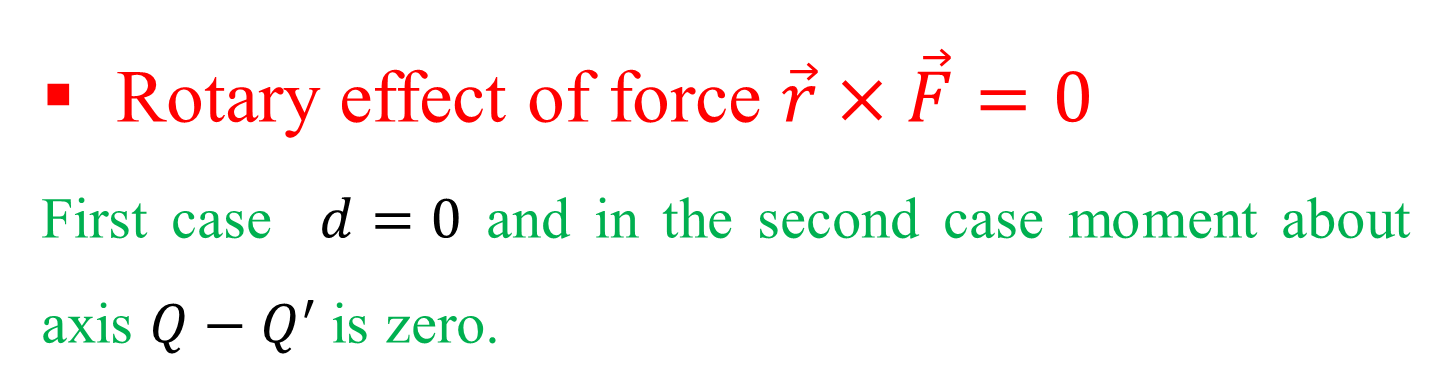 ▪ Rotary effect of force 𝑟⃗ × 𝐹⃗ = 0
First case 𝑑 = 0 and in the second case moment about
axis 𝑄 − 𝑄′ is zero.